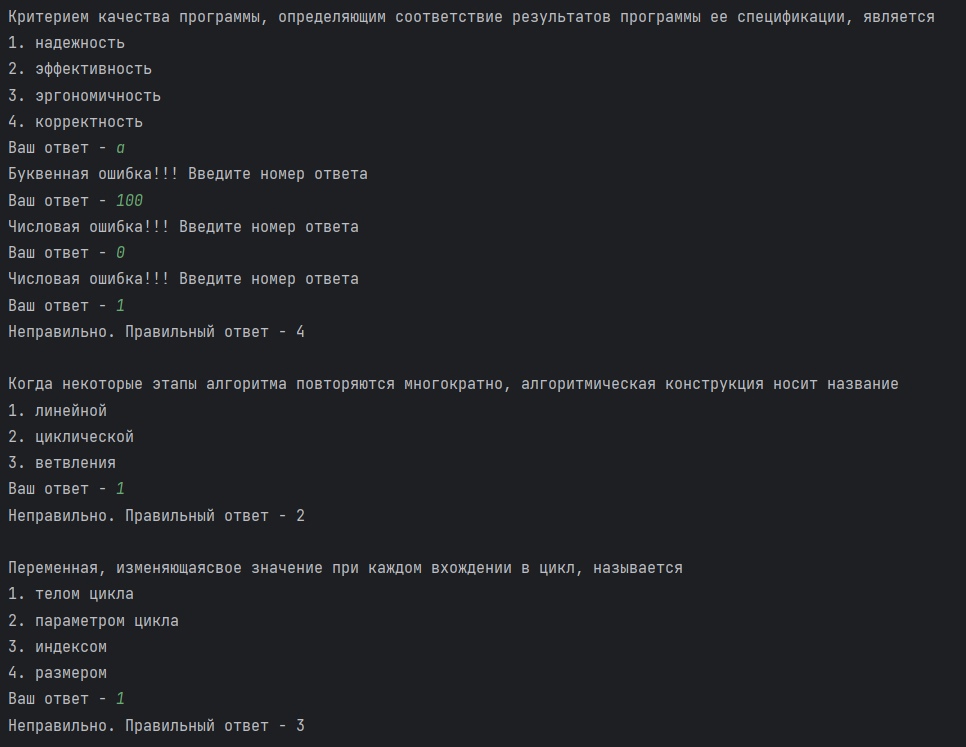 Критерием качества программы, определяющим соответствие результатов программы ее спецификации, является
1. надежность
2. эффективность
3. эргономичность
4. корректность
Ваш ответ - a
Буквенная ошибка!!! Введите номер ответа
Ваш ответ - 100
Числовая ошибка!!! Введите номер ответа
Ваш ответ - 0
Числовая ошибка!!! Введите номер ответа
Ваш ответ - 1
Неправильно. Правильный ответ - 4
Когда некоторые этапы алгоритма повторяются многократно, алгоритмическая конструкция носит название
1. линейной
2. циклической
3. ветвления
Ваш ответ - 1
Неправильно. Правильный ответ - 2
Переменная, изменяющаясвое значение при каждом вхождении в цикл, называется
1. телом цикла
2. параметром цикла
3. индексом
4. размером
Ваш ответ - 1
Неправильно. Правильный ответ - 3